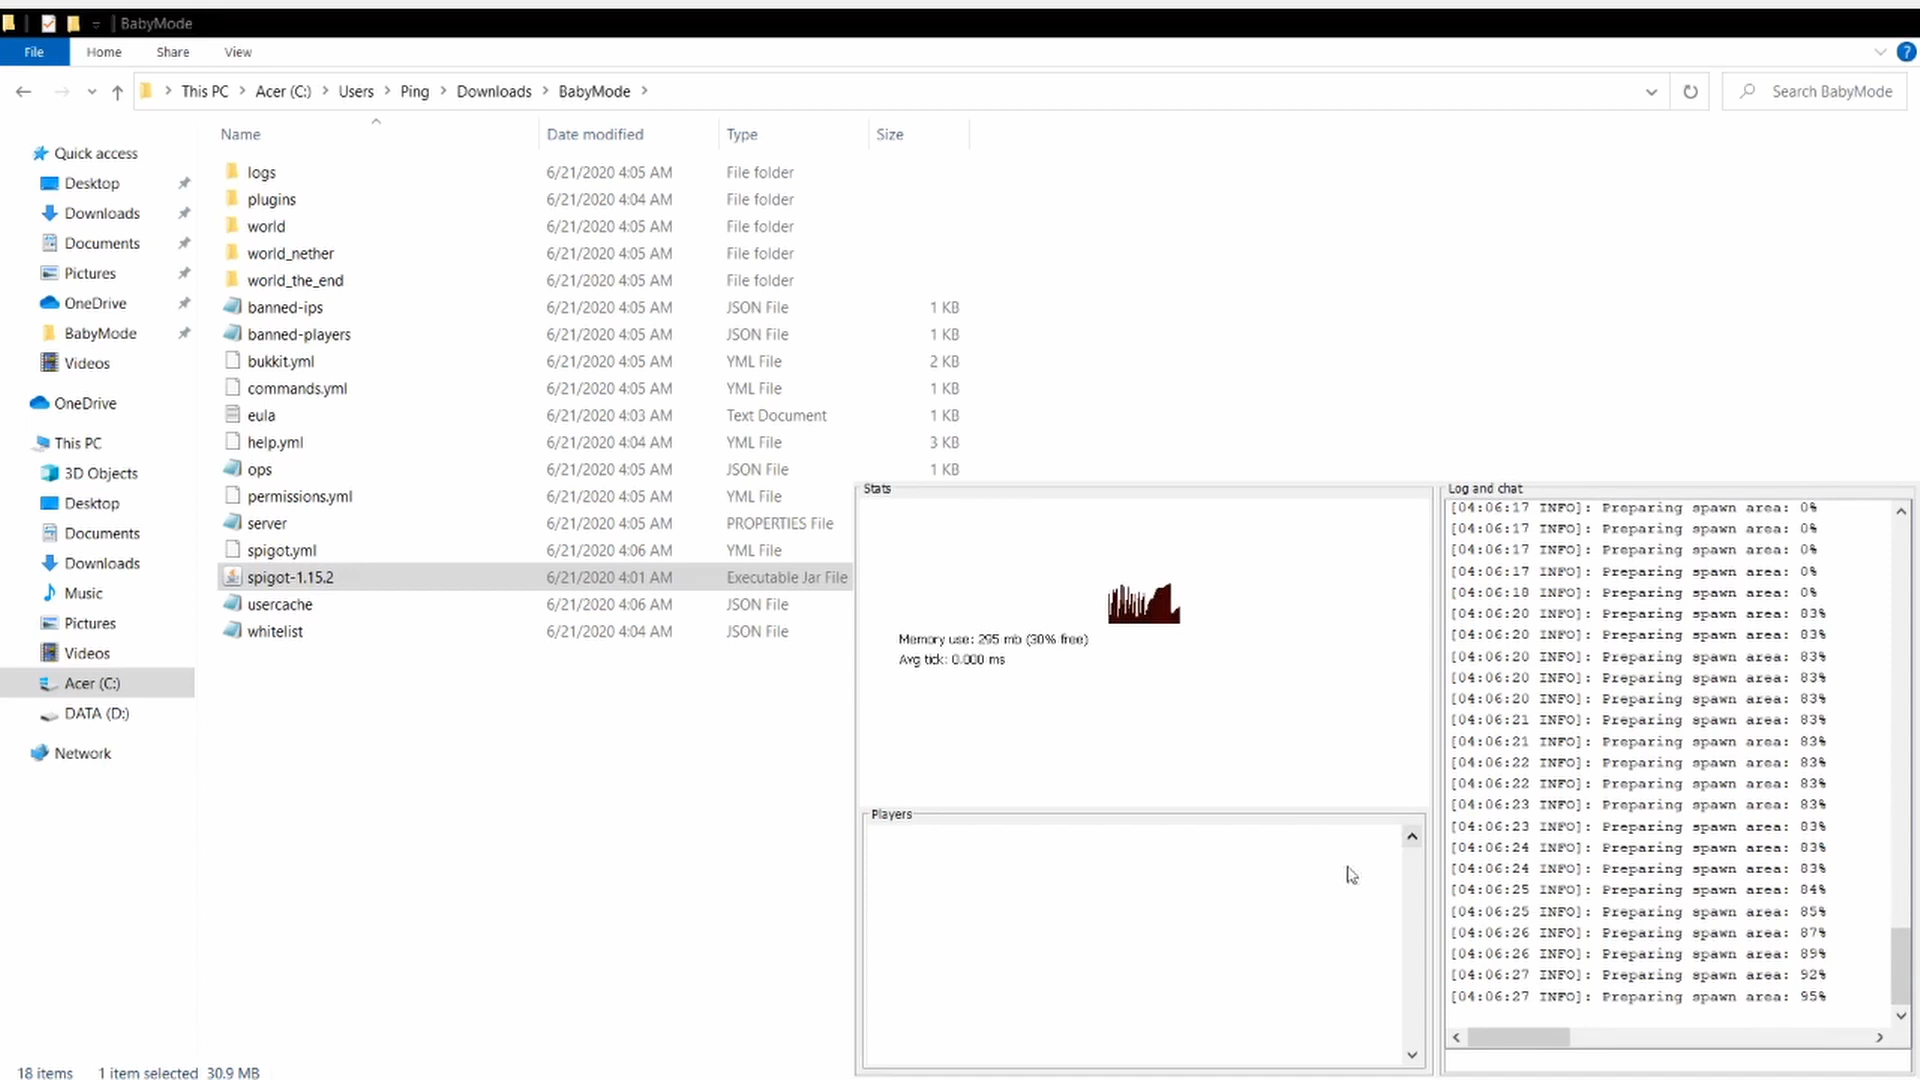 BabyMode
File Home Share View
This PC Acer (C:) Users Ping Downloads BabyMode
Search BabyMode
Name Date modified Type Size
Quick access
Desktop
Downloads
Documents
Pictures
OneDrive
BabyMode
Videos
OneDrive
This PC
3D Objects
Desktop
Documents
Downloads
Music
Pictures
Videos
Acer (C:)
DATA (D:)
Network
logs 6/21/2020 4:05 AM File folder
plugins 6/21/2020 4:04 AM File folder
world 6/21/2020 4:05 AM File folder
world_nether 6/21/2020 4:05 AM File folder
world_the_end 6/21/2020 4:05 AM File folder
banned-ips 6/21/2020 4:05 AM JSON File 1 KB
banned-players 6/21/2020 4:05 AM JSON File 1 KB
bukkit.yml 6/21/2020 4:05 AM YML File 2 KB
commands.yml 6/21/2020 4:05 AM YML File 1 KB
eula 6/21/2020 4:03 AM Text Document 1 KB
help.yml 6/21/2020 4:04 AM YML File 3 KB
ops 6/21/2020 4:05 AM JSON File 1 KB
permissions.yml 6/21/2020 4:05 AM YML File
server 6/21/2020 4:05 AM PROPERTIES File
spigot.yml 6/21/2020 4:06 AM YML File
spigot-1.15.2 6/21/2020 4:01 AM Executable Jar File
usercache 6/21/2020 4:06 AM JSON File
whitelist 6/21/2020 4:04 AM JSON File
Stats
Memory use: 295 mb (30% free)
Avg tick: 0.000 ms
Players
Log and chat
[04:06:17 INFO]: Preparing spawn area: 0%
[04:06:17 INFO]: Preparing spawn area: 0%
[04:06:17 INFO]: Preparing spawn area: 0%
[04:06:17 INFO]: Preparing spawn area: 0%
[04:06:18 INFO]: Preparing spawn area: 0%
[04:06:20 INFO]: Preparing spawn area: 83%
[04:06:20 INFO]: Preparing spawn area: 83%
[04:06:20 INFO]: Preparing spawn area: 83%
[04:06:20 INFO]: Preparing spawn area: 83%
[04:06:20 INFO]: Preparing spawn area: 83%
[04:06:21 INFO]: Preparing spawn area: 83%
[04:06:21 INFO]: Preparing spawn area: 83%
[04:06:22 INFO]: Preparing spawn area: 83%
[04:06:22 INFO]: Preparing spawn area: 83%
[04:06:23 INFO]: Preparing spawn area: 83%
[04:06:23 INFO]: Preparing spawn area: 83%
[04:06:24 INFO]: Preparing spawn area: 83%
[04:06:24 INFO]: Preparing spawn area: 83%
[04:06:25 INFO]: Preparing spawn area: 84%
[04:06:25 INFO]: Preparing spawn area: 85%
[04:06:26 INFO]: Preparing spawn area: 87%
[04:06:26 INFO]: Preparing spawn area: 89%
[04:06:27 INFO]: Preparing spawn area: 92%
[04:06:27 INFO]: Preparing spawn area: 95%
18 items 1 item selected 30.9 MB